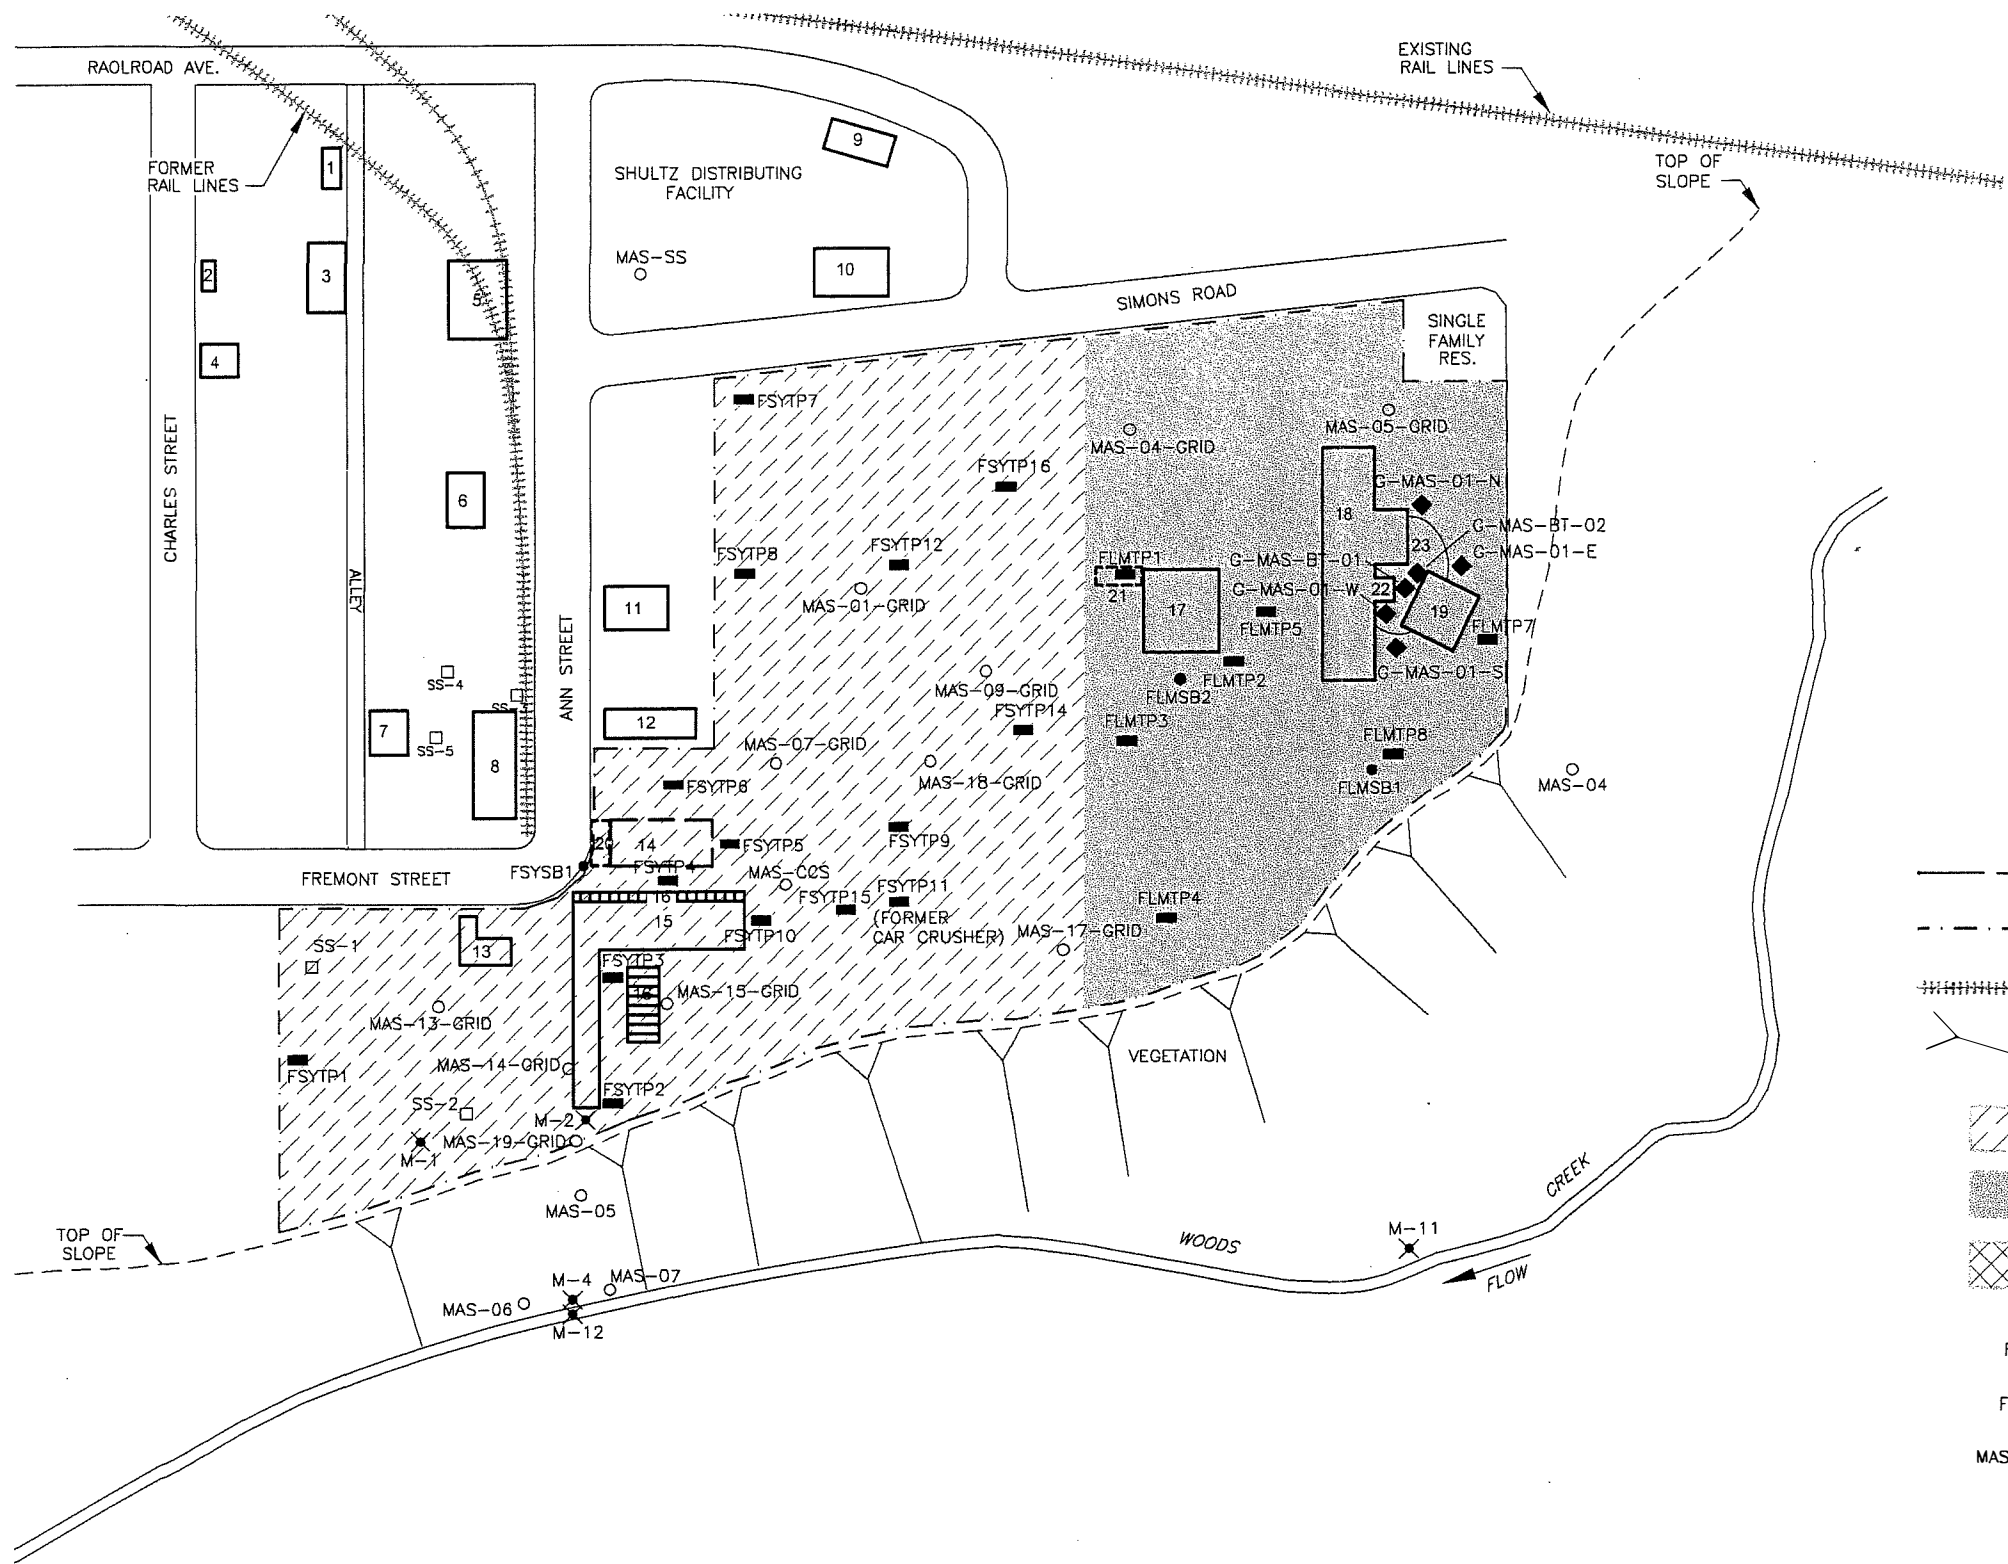 EXISTING
RAIL LINES
RAOLROAD AVE.
FORMER
RAIL LINES
1
9
TOP OF
SLOPE
SHULTZ DISTRIBUTING
FACILITY
2
3
5
MAS-SS
10
SIMONS ROAD
SINGLE
FAMILY
RES.
4
CHARLES STREET
ALLEY
ANN STREET
FSYTP7
MAS-04-GRID
MAS-05-GRID
6
FSYTP16
G-MAS-01-N
18
G-MAS-BT-02
23
G-MAS-01-E
FSYTP8
FSYTP12
FLMTP1
G-MAS-BT-01
G-MAS-01-W
22
21
17
19
11
MAS-01-GRID
FLMTP5
FLMTP7
SS-4
MAS-09-GRID
FLMTP2
G-MAS-01-S
FLMSB2
SS-
7
SS-5
8
12
FSYTP14
FLMTP3
MAS-07-GRID
FLMTP8
MAS-18-GRID
FLMSB1
MAS-04
FSYTP6
20
14
FSYTP5
FSYTP9
FREMONT STREET
FSYSB1
FSYTP4
MAS-CCS
FSYTP11
(FORMER
CAR CRUSHER)
16
15
FSYTP15
FSYTP10
FLMTP4
MAS-17-GRID
SS-1
13
FSYTP3
16
MAS-15-GRID
MAS-13-GRID
VEGETATION
MAS-14-GRID
FSYTP1
FSYTP2
SS-2
M-2
MAS-19-GRID
M-1
MAS-05
CREEK
WOODS
M-11
FLOW
TOP OF
SLOPE
M-4
MAS-07
MAS-06
M-12
F
F
MAS